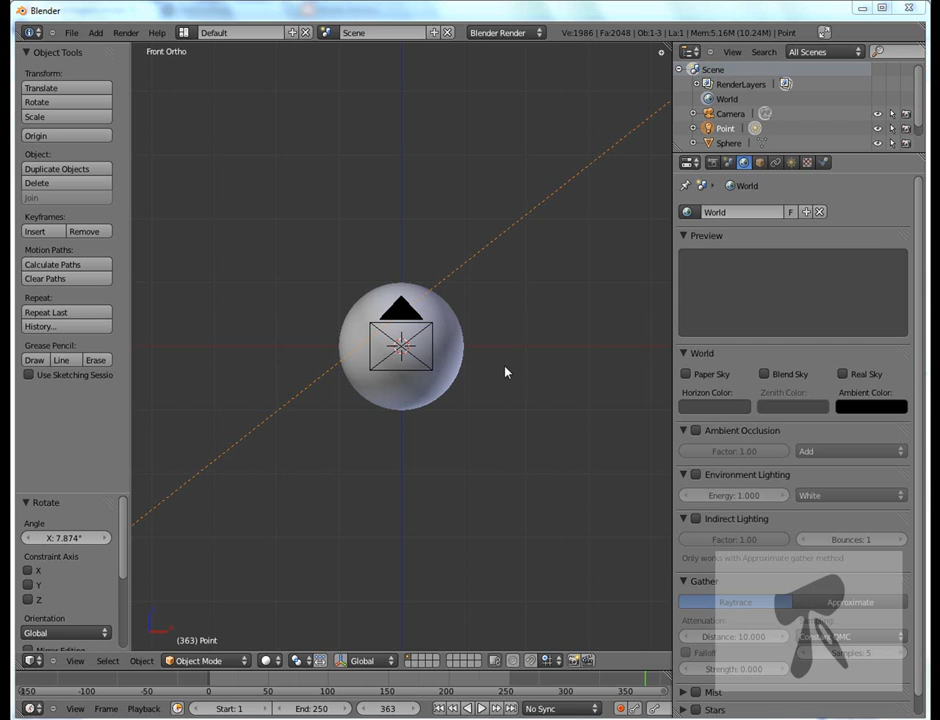 Blender
File Add Render Help Default Scene Blender Render Ve:1986 | Fa:2048 | Ob:1-3 | La:1 | Mem:5.16M (10.24M) | Point
Object Tools
Transform:
Translate
Rotate
Scale
Origin
Object:
Duplicate Objects
Delete
Join
Keyframes:
Insert Remove
Motion Paths:
Calculate Paths
Clear Paths
Repeat:
Repeat Last
History...
Grease Pencil:
Draw Line Erase
Use Sketching Sessio
Rotate
Angle
X: 7.874°
Constraint Axis
X
Y
Z
Orientation
Global
Front Ortho
(363) Point
View Select Object Object Mode Global
-50 0 50 100 150 200 250 300 350
View Frame Playback Start: 1 End: 250 363 No Sync
View Search All Scenes
Scene
RenderLayers
World
Camera
Point
Sphere
World
World F
Preview
World
Paper Sky Blend Sky Real Sky
Horizon Color: Zenith Color: Ambient Color:
Ambient Occlusion
Factor: 1.00 Add
Environment Lighting
Energy: 1.000 White
Indirect Lighting
Factor: 1.00 Bounces: 1
Only works with Approximate gather method
Gather
Raytrace Approximate
Attenuation: Sampling:
Distance: 10.000 Constant QMC
Falloff Samples: 5
Strength: 0.000
Mist
Stars